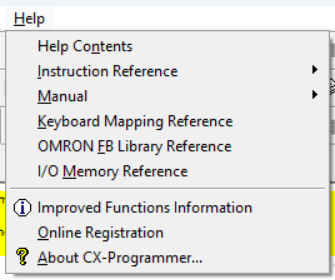 Help
Help Contents
Instruction Reference
Manual
Keyboard Mapping Reference
OMRON FB Library Reference
I/O Memory Reference
Improved Functions Information
Online Registration
About CX-Programmer...